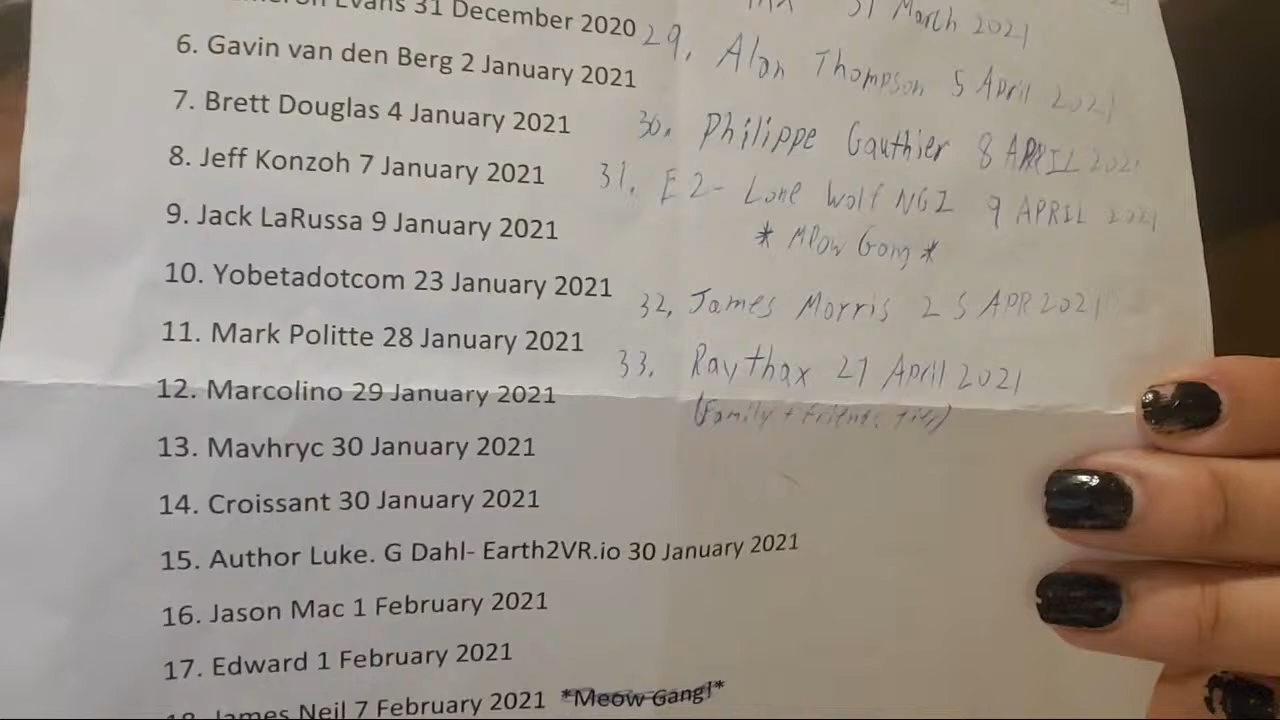 Evans 31 December 2020
6. Gavin van den Berg 2 January 2021
7. Brett Douglas 4 January 2021
8. Jeff Konzoh 7 January 2021
9. Jack LaRussa 9 January 2021
10. Yobetadotcom 23 January 2021
11. Mark Politte 28 January 2021
12. Marcolino 29 January 2021
13. Mavhryc 30 January 2021
14. Croissant 30 January 2021
15. Author Luke. G Dahl- Earth2VR.io 30 January 2021
16. Jason Mac 1 February 2021
17. Edward 1 February 2021
18. James Neil 7 February 2021 *Meow Gang!*
31 March 2021
29. Alan Thompson 5 April 2021
30. Philippe Gauthier 8 APRIL 2021
31. E2- Lone Wolf NGZ 9 APRIL 2021
* Meow Gang *
32, James Morris 25 APR 2021
33. Raythax 27 April 2021
(Family + Friends tier)